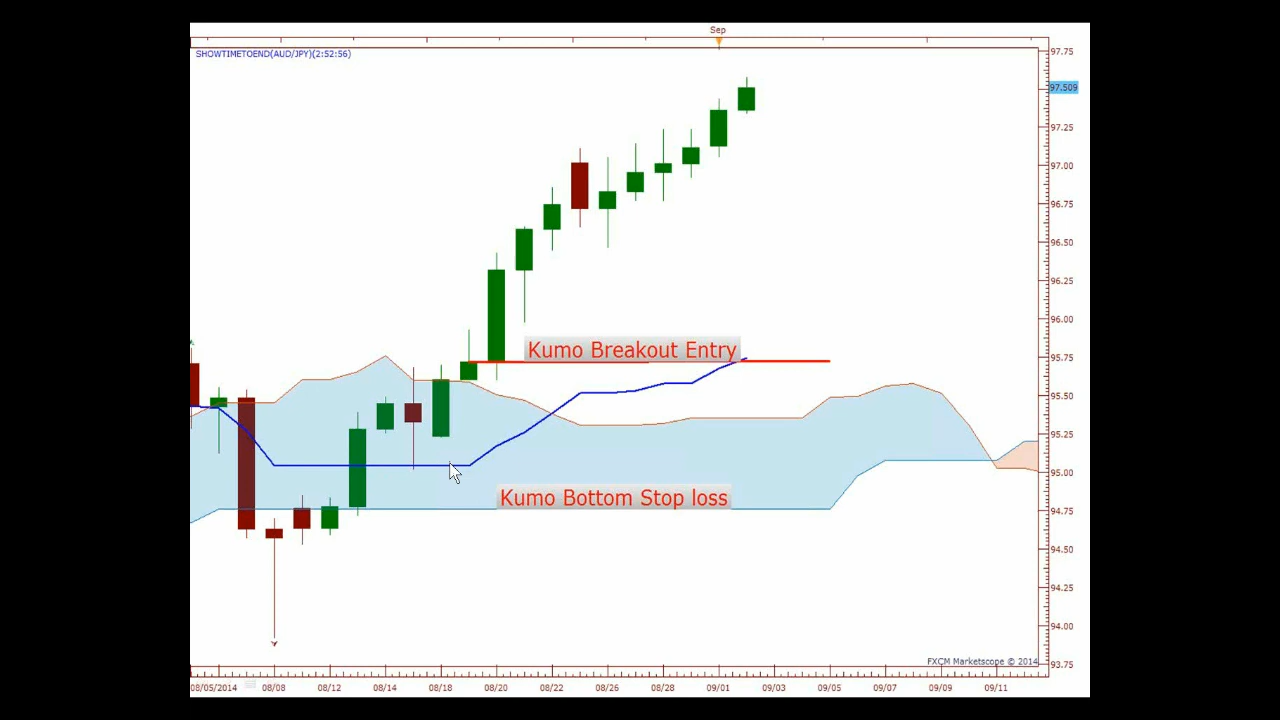 Sep
SHOWTIMETOEND(AUD/JPY)(2:52:56)
97.75
97.509
97.25
97.00
96.75
96.50
96.25
96.00
Kumo Breakout Entry
95.75
95.50
95.25
95.00
Kumo Bottom Stop loss
94.75
94.50
94.25
94.00
FXCM Marketscope © 2014
93.75
08/05/2014 08/08 08/12 08/14 08/18 08/20 08/22 08/26 08/28 09/01 09/03 09/05 09/07 09/09 09/11